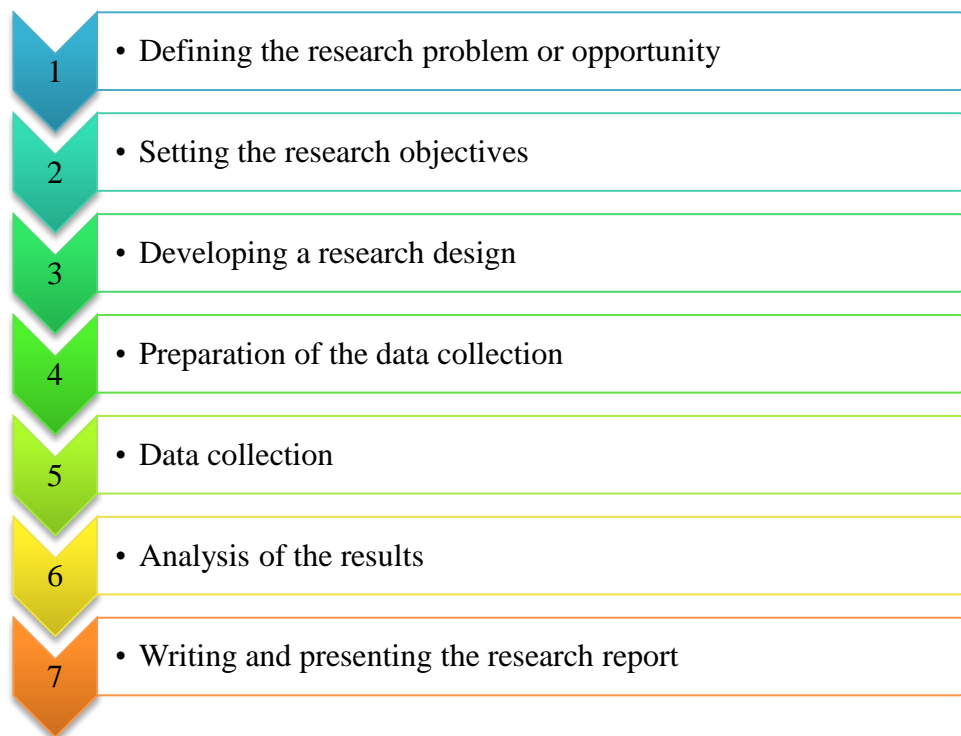 1 • Defining the research problem or opportunity
2 • Setting the research objectives
3 • Developing a research design
4 • Preparation of the data collection
5 • Data collection
6 • Analysis of the results
7 • Writing and presenting the research report